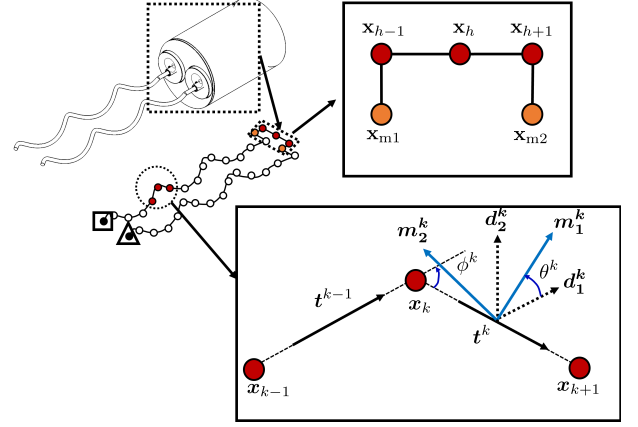 x_{h-1} x_h x_{h+1}
x_{m1} x_{m2}
m_2^k d_2^k m_1^k
ϕ^k θ^k d_1^k
t^{k-1} x_k t^k
x_{k-1} x_{k+1}